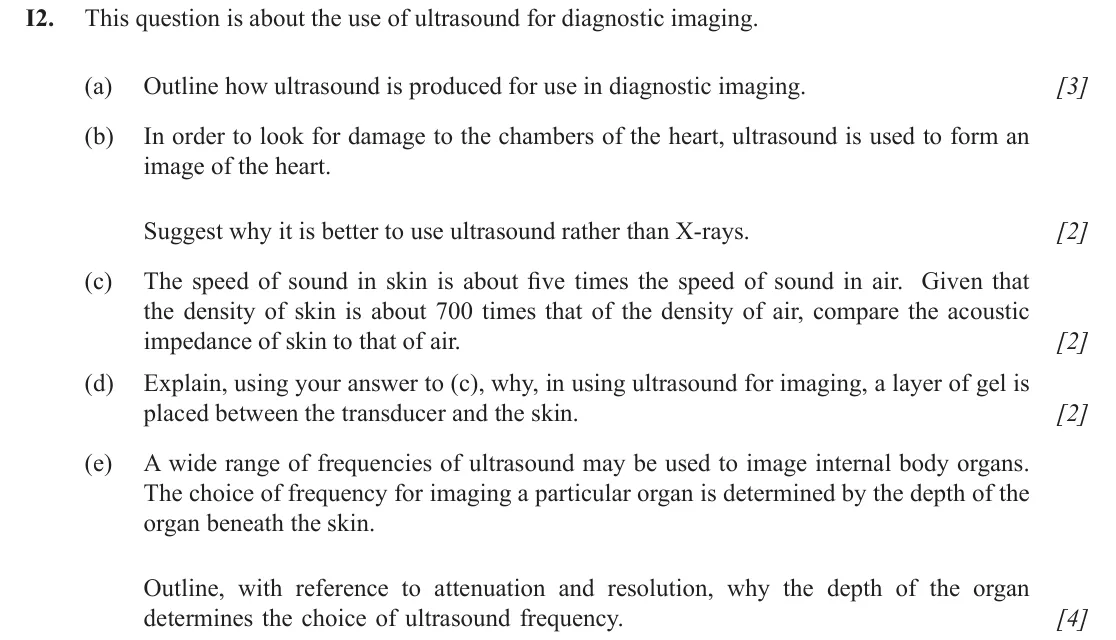 I2. This question is about the use of ultrasound for diagnostic imaging.
(a) Outline how ultrasound is produced for use in diagnostic imaging. [3]
(b) In order to look for damage to the chambers of the heart, ultrasound is used to form an
image of the heart.
Suggest why it is better to use ultrasound rather than X-rays. [2]
(c) The speed of sound in skin is about five times the speed of sound in air. Given that
the density of skin is about 700 times that of the density of air, compare the acoustic
impedance of skin to that of air. [2]
(d) Explain, using your answer to (c), why, in using ultrasound for imaging, a layer of gel is
placed between the transducer and the skin. [2]
(e) A wide range of frequencies of ultrasound may be used to image internal body organs.
The choice of frequency for imaging a particular organ is determined by the depth of the
organ beneath the skin.
Outline, with reference to attenuation and resolution, why the depth of the organ
determines the choice of ultrasound frequency. [4]